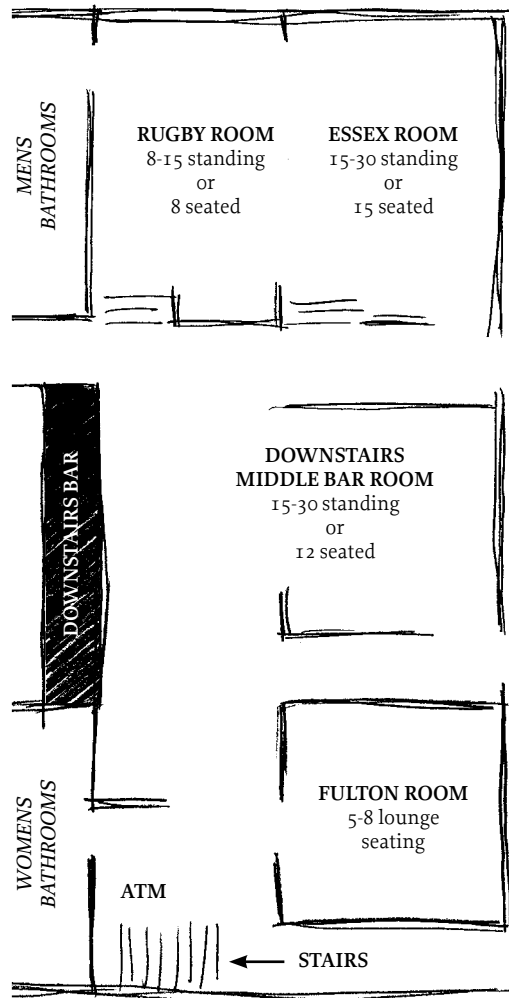 MENS
BATHROOMS
RUGBY ROOM
8-15 standing
or
8 seated
ESSEX ROOM
15-30 standing
or
15 seated
DOWNSTAIRS BAR
DOWNSTAIRS
MIDDLE BAR ROOM
15-30 standing
or
12 seated
WOMENS
BATHROOMS
FULTON ROOM
5-8 lounge
seating
ATM
STAIRS